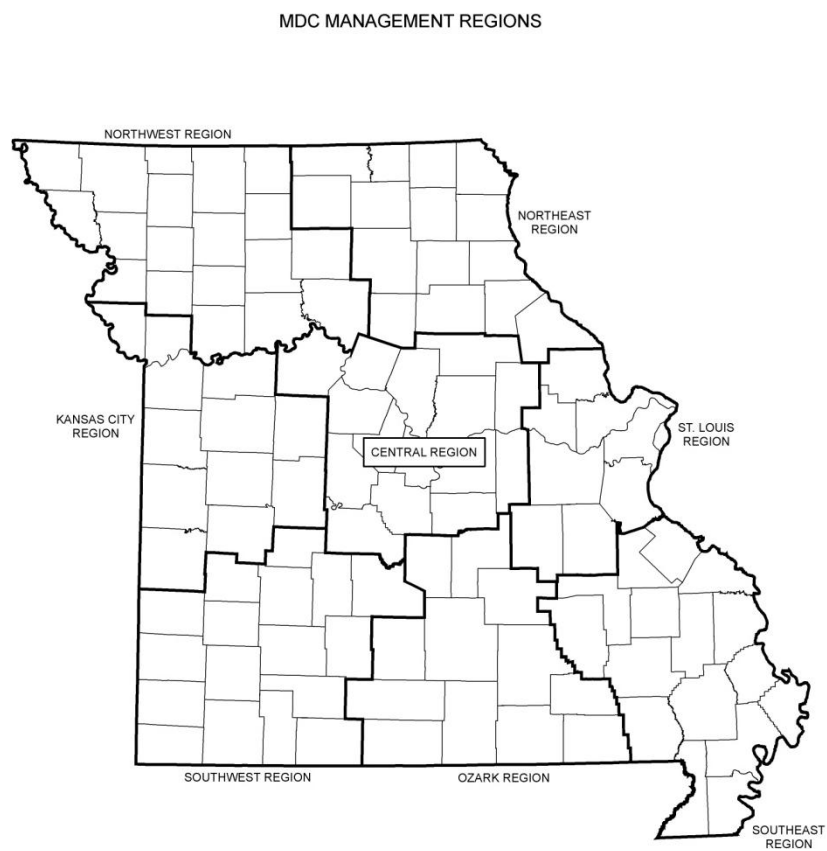 MDC MANAGEMENT REGIONS
NORTHWEST REGION
NORTHEAST
REGION
KANSAS CITY
REGION
ST. LOUIS
REGION
CENTRAL REGION
SOUTHWEST REGION
OZARK REGION
SOUTHEAST
REGION